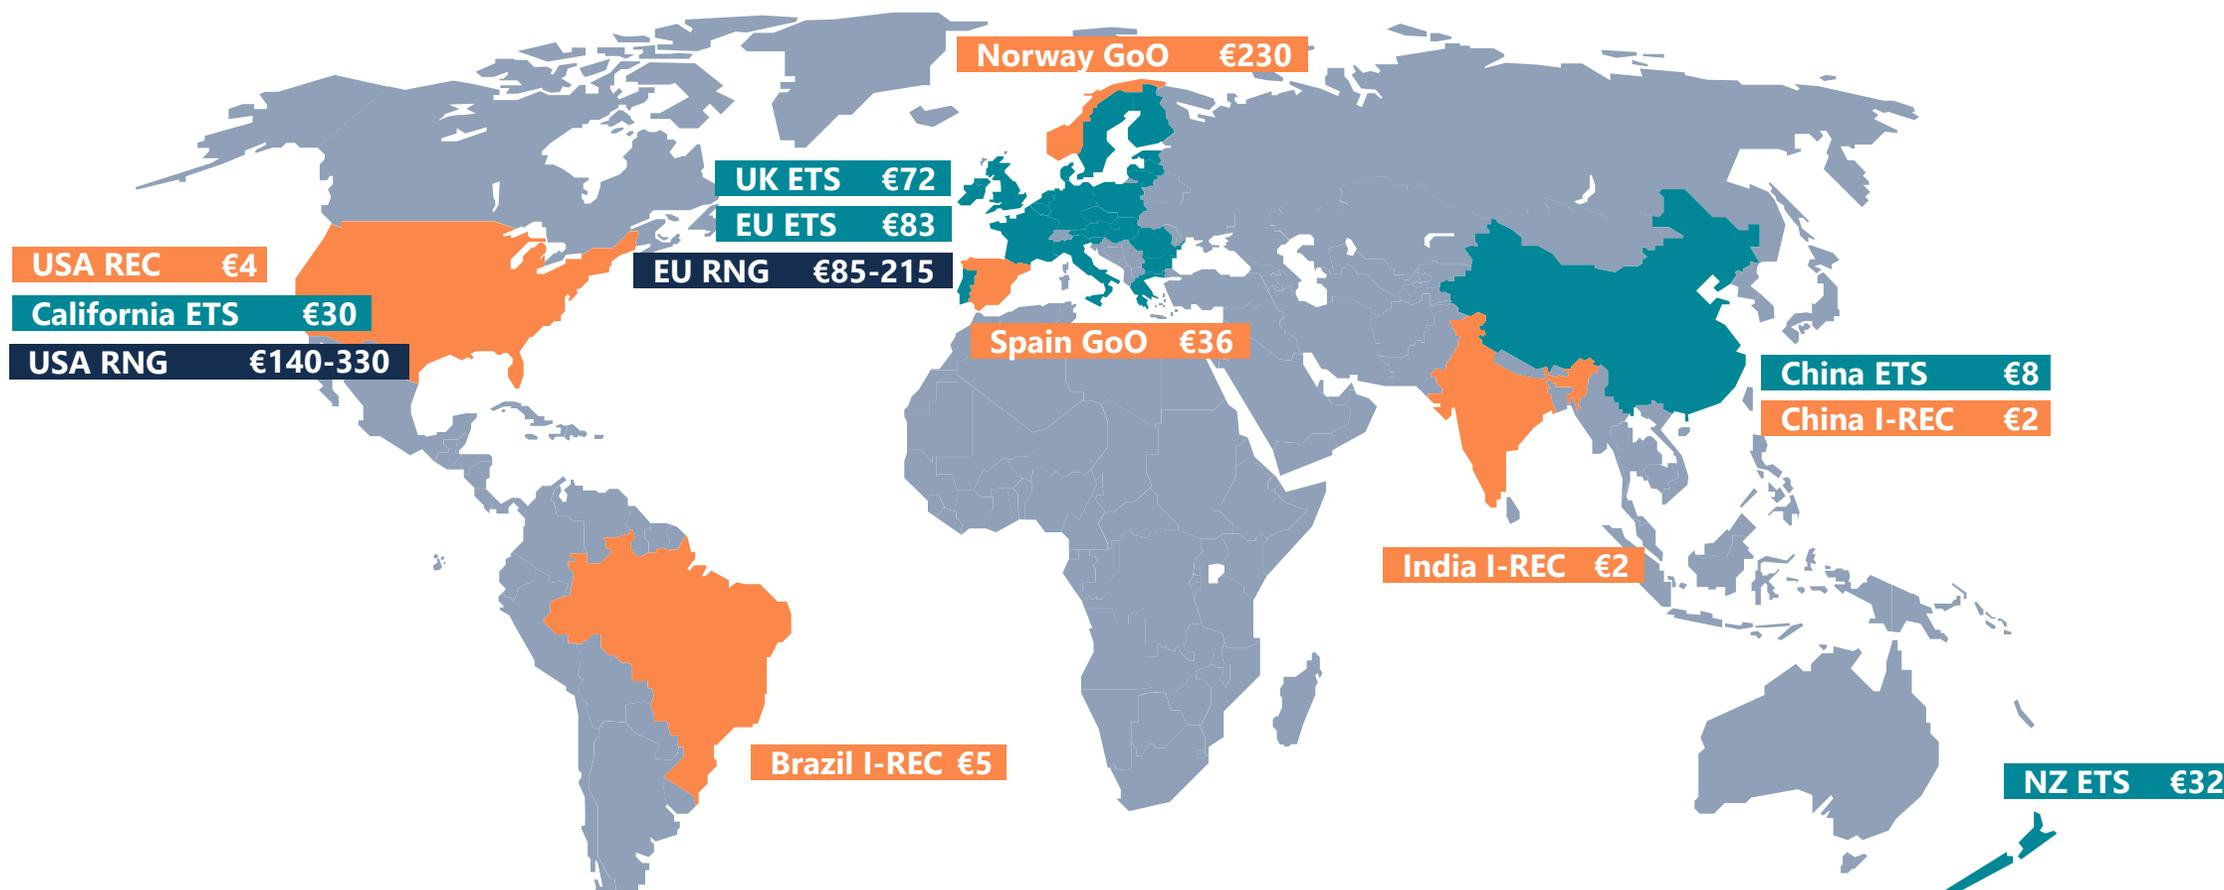 Norway GoO €230
UK ETS €72
EU ETS €83
EU RNG €85-215
USA REC €4
California ETS €30
USA RNG €140-330
Spain GoO €36
China ETS €8
China I-REC €2
India I-REC €2
Brazil I-REC €5
NZ ETS €32